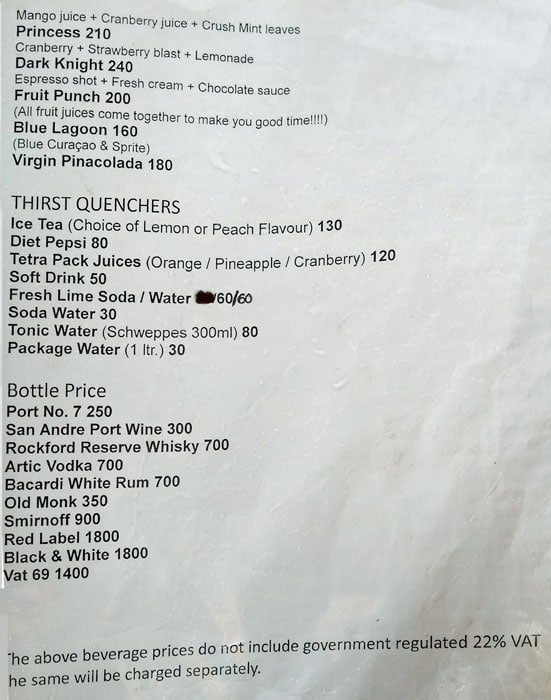 Mango juice + Cranberry juice + Crush Mint leaves
Princess 210
Cranberry + Strawberry blast + Lemonade
Dark Knight 240
Espresso shot + Fresh cream + Chocolate sauce
Fruit Punch 200
(All fruit juices come together to make you good time!!!!)
Blue Lagoon 160
(Blue Curaçao & Sprite)
Virgin Pinacolada 180
THIRST QUENCHERS
Ice Tea (Choice of Lemon or Peach Flavour) 130
Diet Pepsi 80
Tetra Pack Juices (Orange / Pineapple / Cranberry) 120
Soft Drink 50
Fresh Lime Soda / Water /60/60
Soda Water 30
Tonic Water (Schweppes 300ml) 80
Package Water (1 ltr.) 30
Bottle Price
Port No. 7 250
San Andre Port Wine 300
Rockford Reserve Whisky 700
Artic Vodka 700
Bacardi White Rum 700
Old Monk 350
Smirnoff 900
Red Label 1800
Black & White 1800
Vat 69 1400
he above beverage prices do not include government regulated 22% VAT
he same will be charged separately.